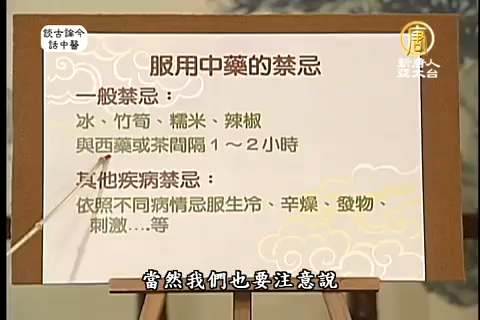 談古論今
話中醫
新唐人
亞太台
服用中藥的禁忌
一般禁忌：
冰、竹筍、糯米、辣椒
與西藥或茶間隔1～2小時
其他疾病禁忌：
依照不同病情忌服生冷、辛燥、發物、
刺激….等
當然我們也要注意說